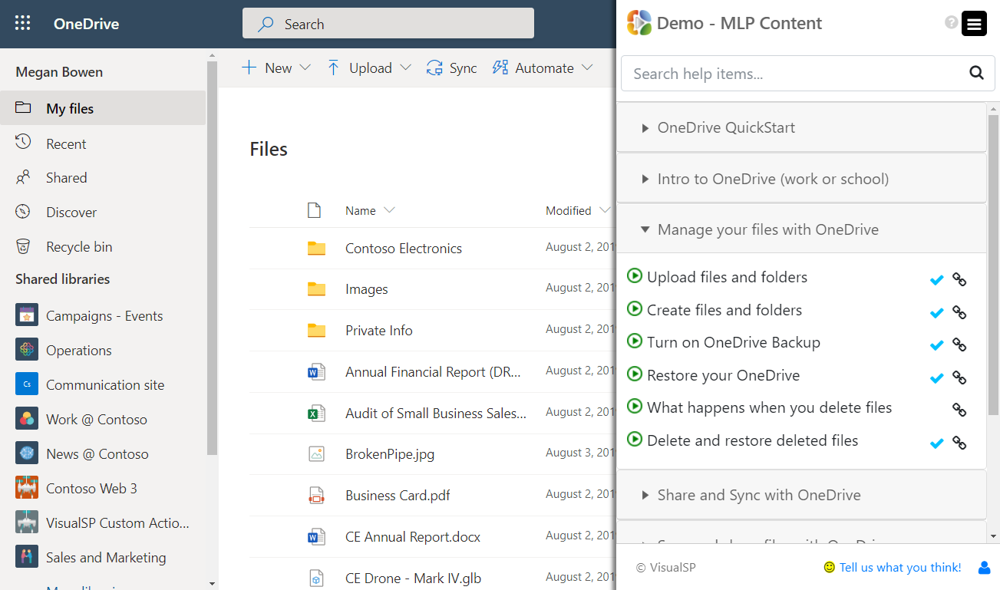 OneDrive
Search
Megan Bowen
My files
Recent
Shared
Discover
Recycle bin
Shared libraries
Campaigns - Events
Operations
Cs
Communication site
Work @ Contoso
News @ Contoso
Contoso Web 3
VisualSP Custom Actio...
Sales and Marketing
New
Upload
Sync
Automate
Files
Name
Modified
Contoso Electronics
August 2, 201
Images
August 2, 201
Private Info
August 2, 201
Annual Financial Report (DR...
August 2, 201
Audit of Small Business Sales...
August 2, 201
BrokenPipe.jpg
August 3, 201
Business Card.pdf
August 2, 201
CE Annual Report.docx
August 2, 201
CE Drone - Mark IV.glb
August 2, 201
Demo - MLP Content
Search help items...
OneDrive QuickStart
Intro to OneDrive (work or school)
Manage your files with OneDrive
Upload files and folders
Create files and folders
Turn on OneDrive Backup
Restore your OneDrive
What happens when you delete files
Delete and restore deleted files
Share and Sync with OneDrive
© VisualSP
Tell us what you think!